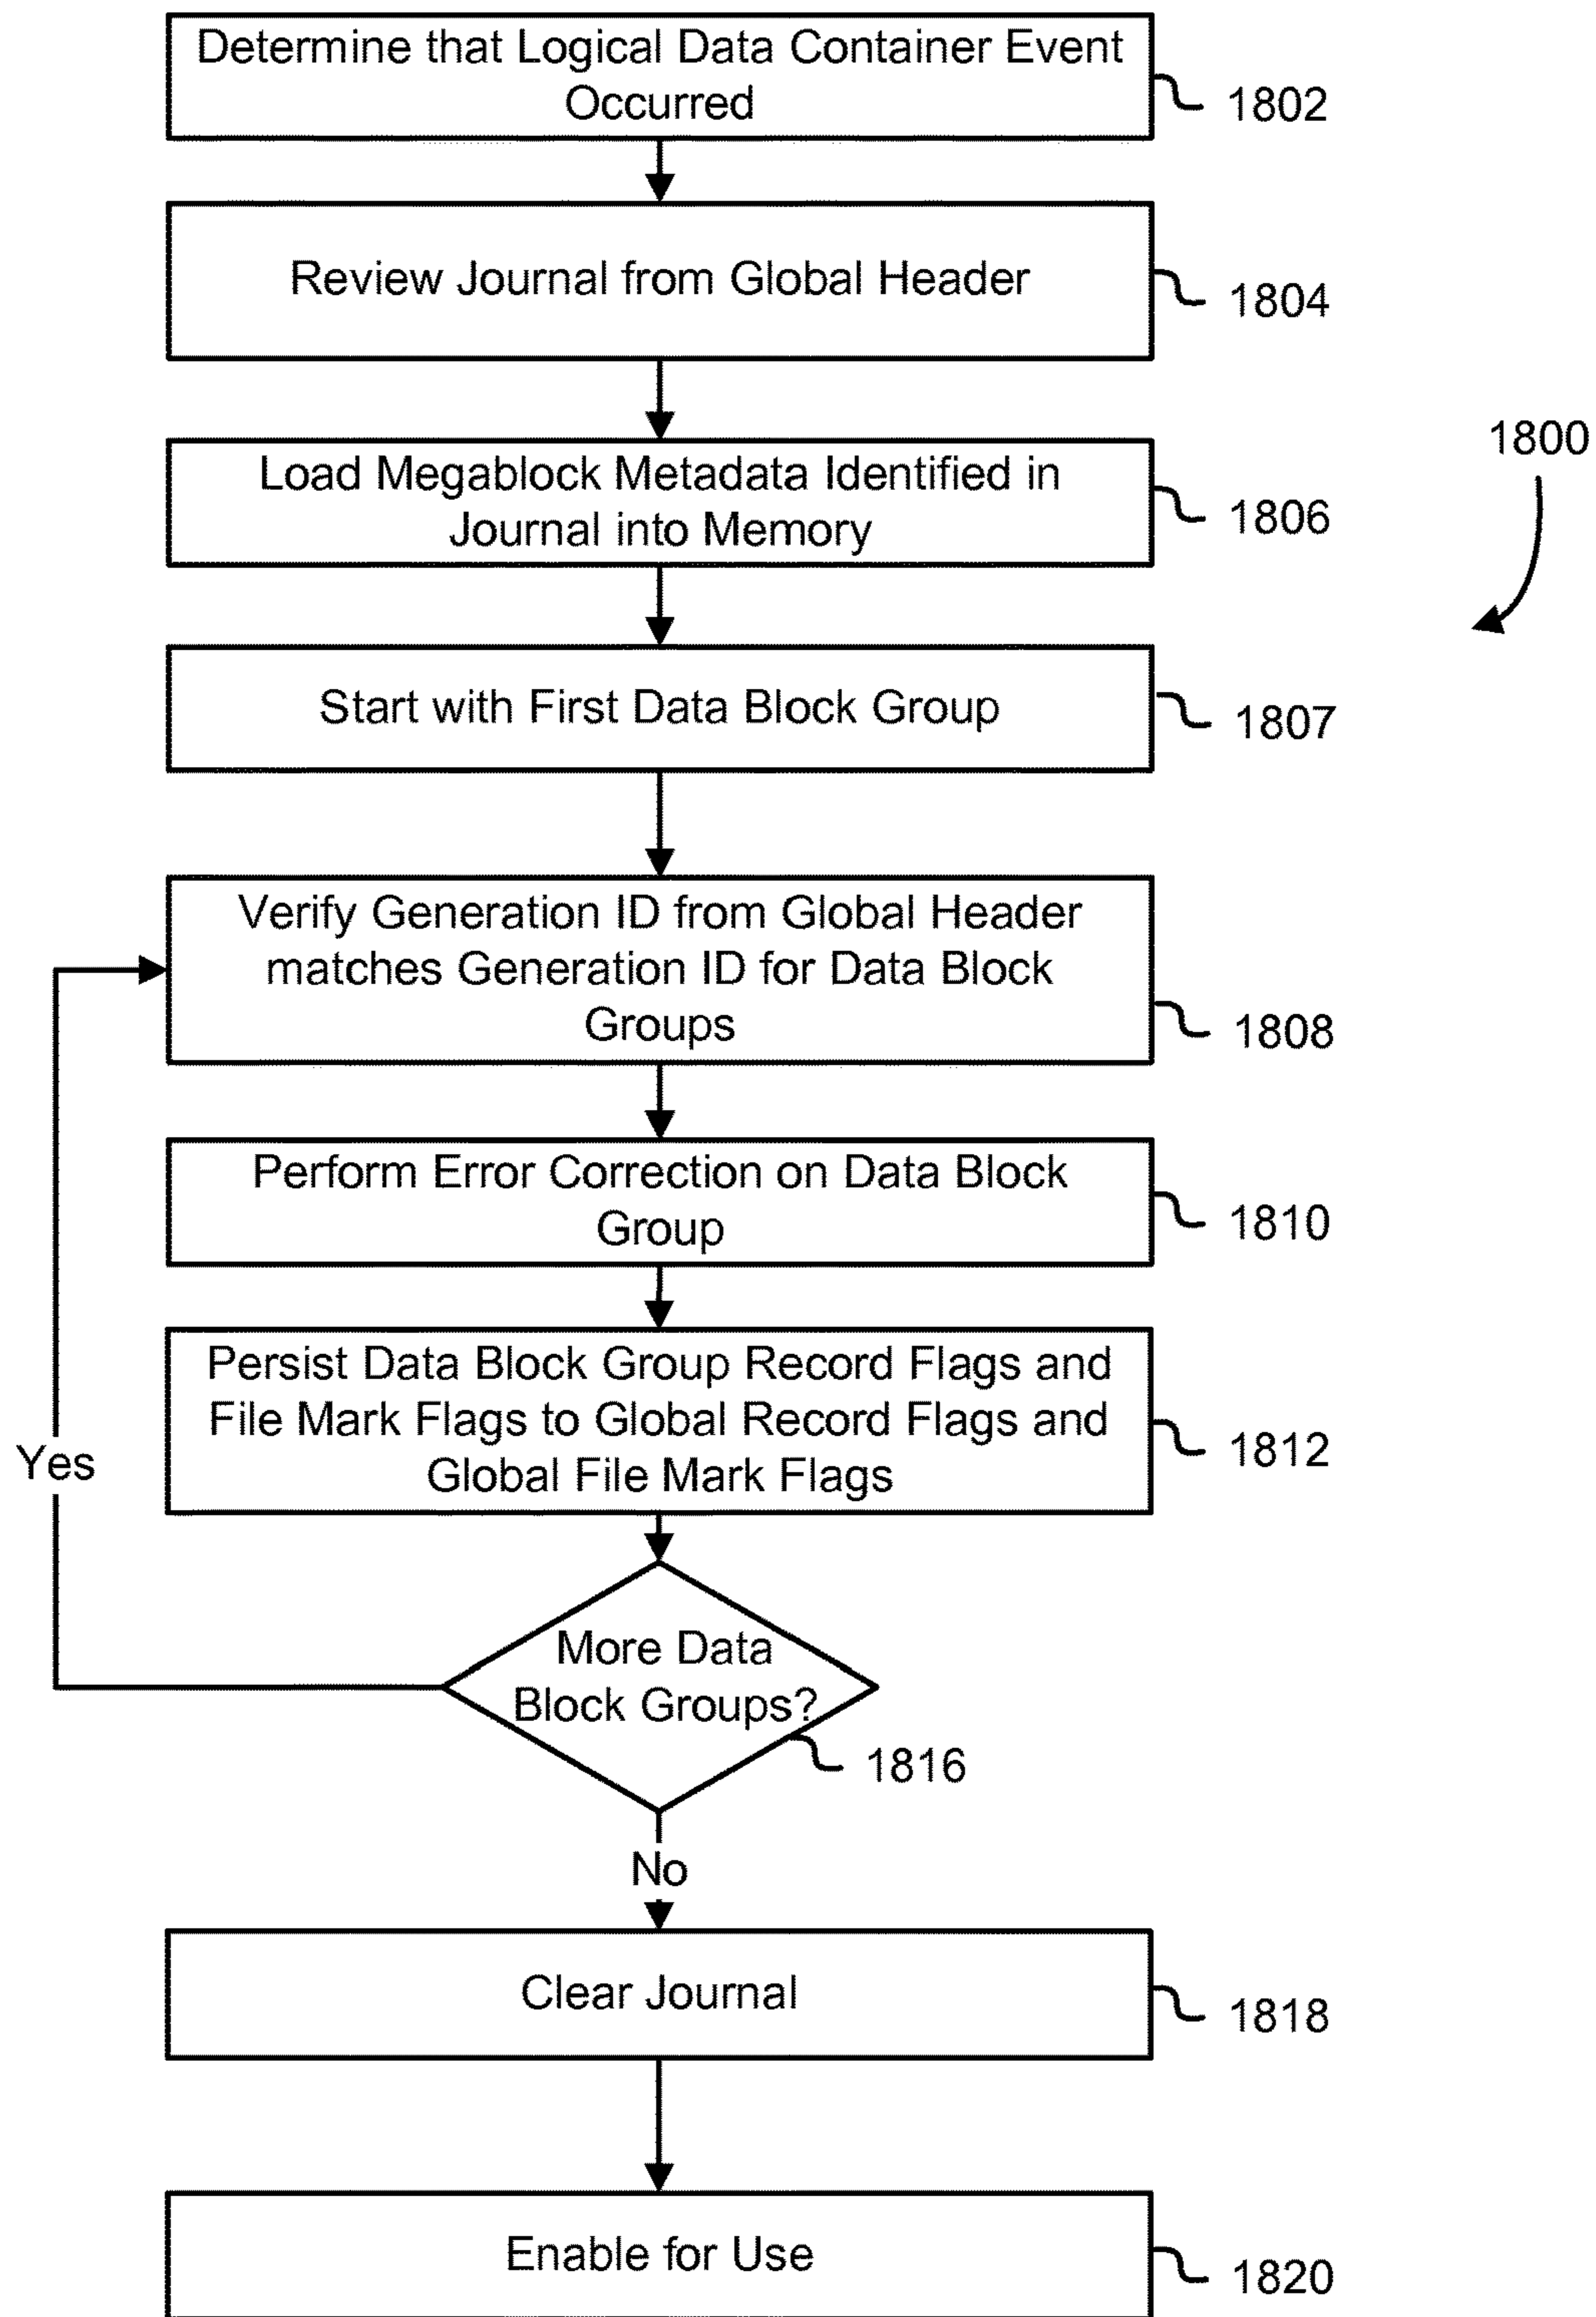 Determine that Logical Data Container Event
Occurred
1802
Review Journal from Global Header
1804
1800
Load Megablock Metadata Identified in
Journal into Memory
1806
Start with First Data Block Group
1807
Verify Generation ID from Global Header
matches Generation ID for Data Block
Groups
1808
Perform Error Correction on Data Block
Group
1810
Persist Data Block Group Record Flags and
File Mark Flags to Global Record Flags and
Global File Mark Flags
1812
Yes
More Data
Block Groups?
1816
No
Clear Journal
1818
Enable for Use
1820